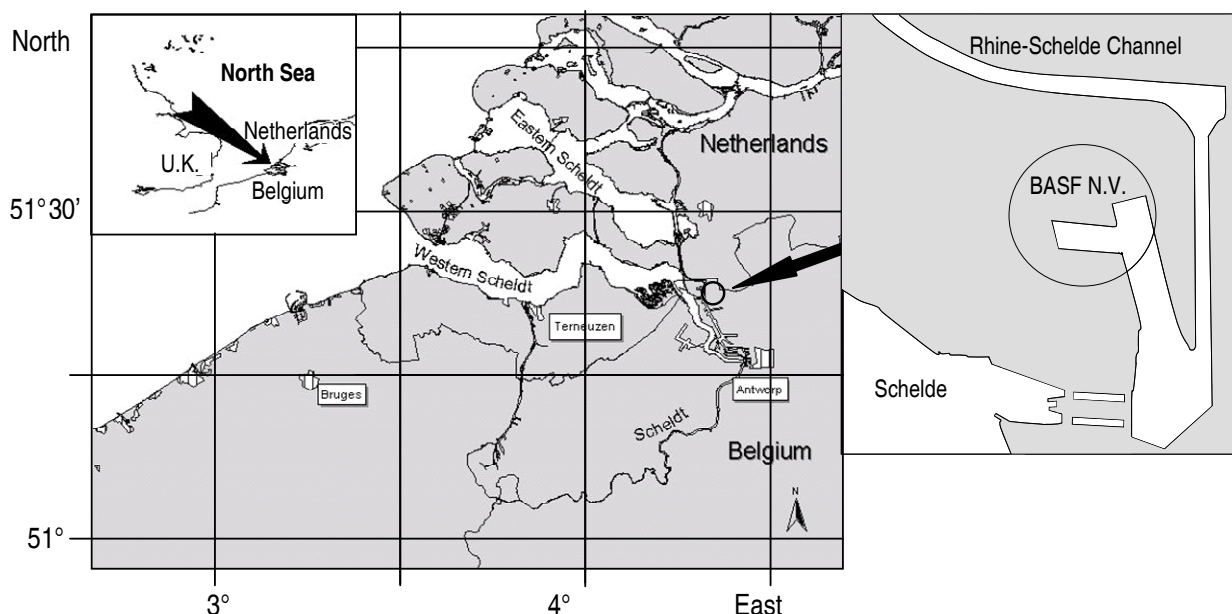 North
North Sea
Netherlands
U.K.
Belgium
51°30’
51°
3°
4°
East
Eastern Scheldt
Western Scheldt
Netherlands
Terneuzen
Bruges
Antwerp
Scheldt
Belgium
N
Rhine-Schelde Channel
BASF N.V.
Schelde